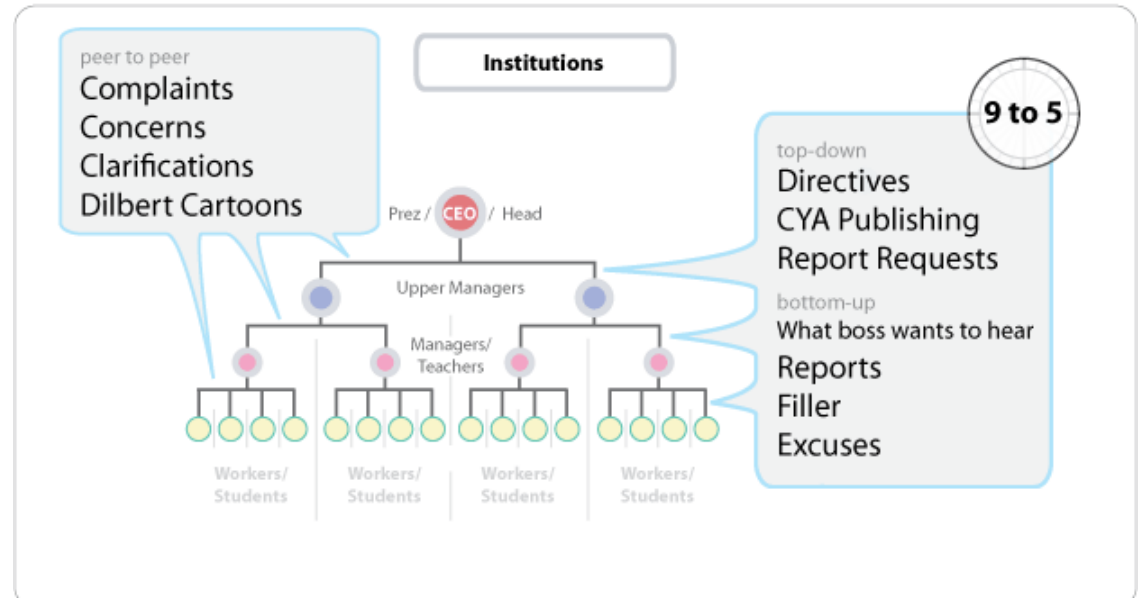 peer to peer
Complaints
Concerns
Clarifications
Dilbert Cartoons
Institutions
9 to 5
top-down
Directives
CYA Publishing
Report Requests
bottom-up
What boss wants to hear
Reports
Filler
Excuses
Prez / CEO / Head
Upper Managers
Managers/
Teachers
Workers/
Students
Workers/
Students
Workers/
Students
Workers/
Students